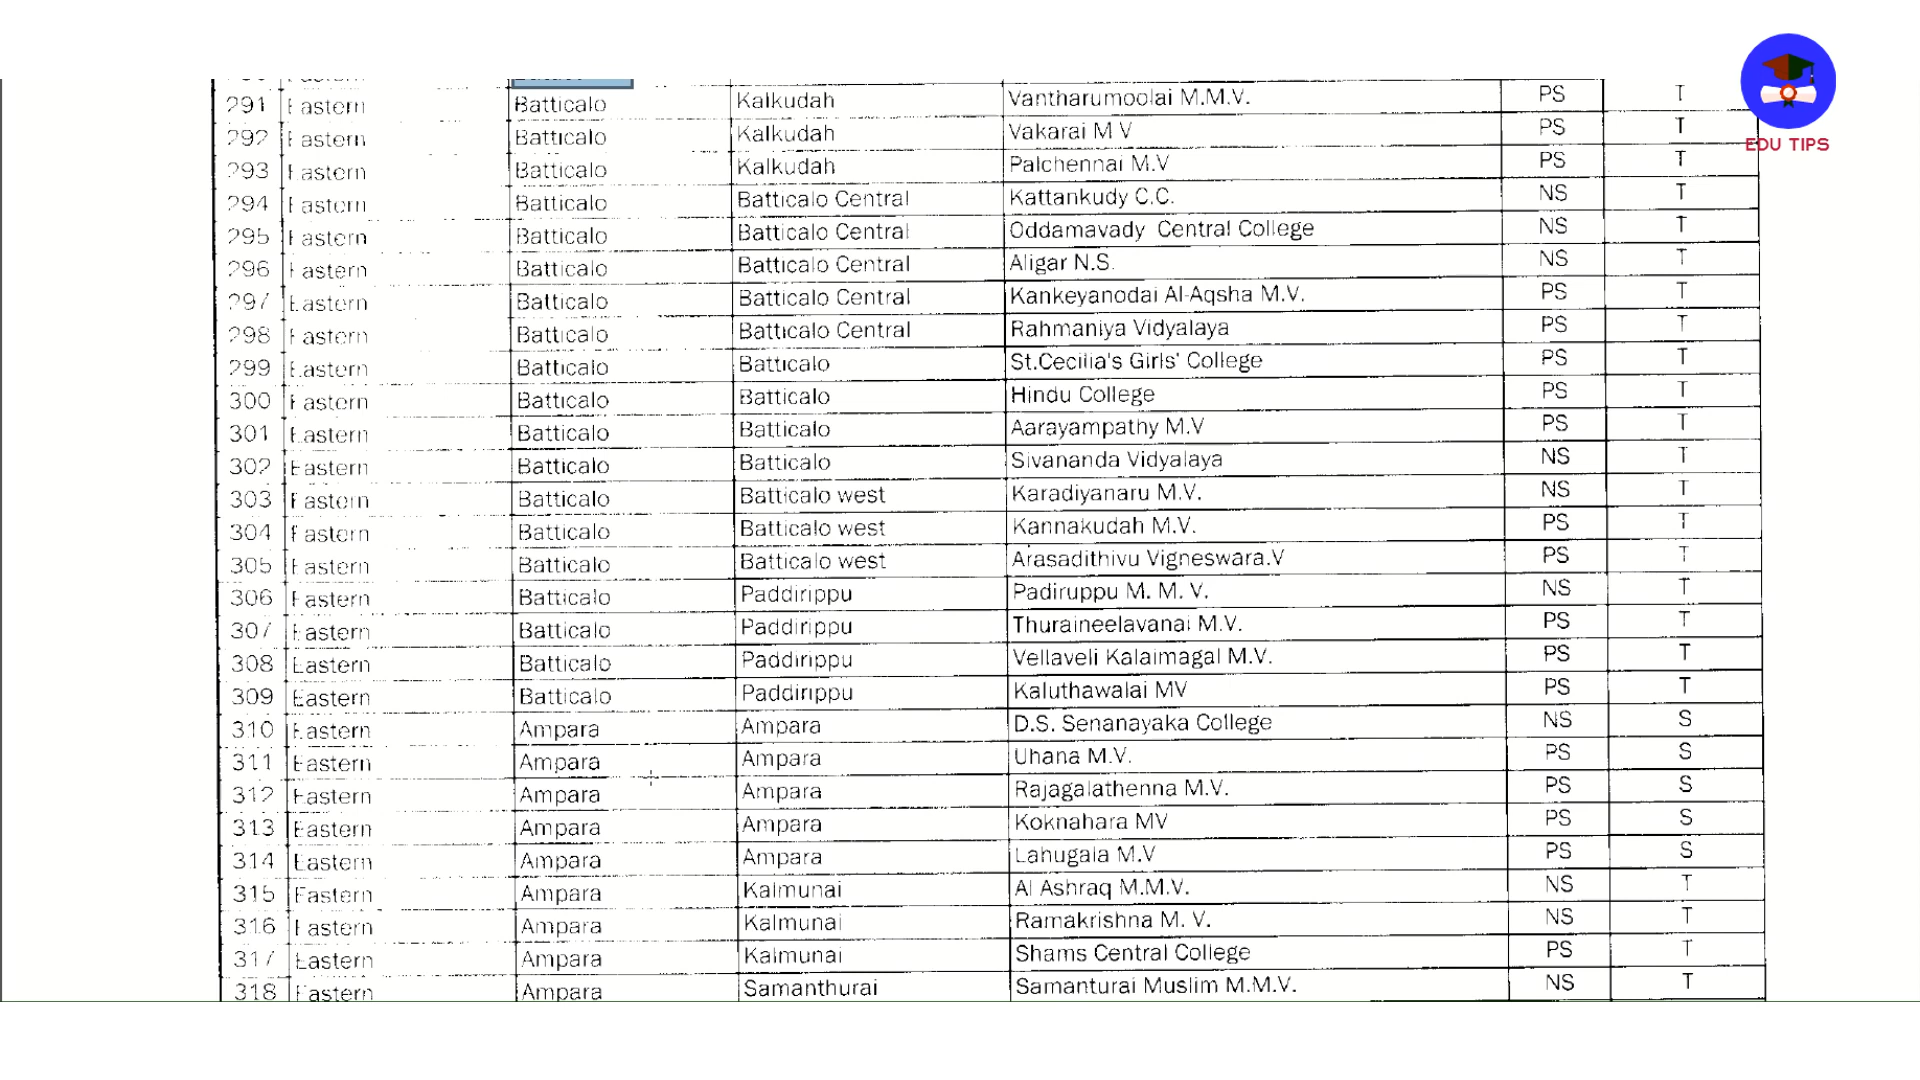 291 Eastern Batticalo Kalkudah Vantharumoolai M.M.V. PS T
292 Eastern Batticalo Kalkudah Vakarai M V PS T
EDU TIPS
293 Eastern Batticalo Kalkudah Palchennai M.V PS T
294 Eastern Batticalo Batticalo Central Kattankudy C.C. NS T
295 Eastern Batticalo Batticalo Central Oddamavady Central College NS T
296 Eastern Batticalo Batticalo Central Aligar N.S. NS T
297 Eastern Batticalo Batticalo Central Kankeyanodai Al-Aqsha M.V. PS T
298 Eastern Batticalo Batticalo Central Rahmaniya Vidyalaya PS T
299 Eastern Batticalo Batticalo St.Cecilia's Girls' College PS T
300 Eastern Batticalo Batticalo Hindu College PS T
301 Eastern Batticalo Batticalo Aarayampathy M.V PS T
302 Eastern Batticalo Batticalo Sivananda Vidyalaya NS T
303 Eastern Batticalo Batticalo west Karadiyanaru M.V. NS T
304 Eastern Batticalo Batticalo west Kannakudah M.V. PS T
305 Eastern Batticalo Batticalo west Arasadithivu Vigneswara.V PS T
306 Eastern Batticalo Paddirippu Padiruppu M. M. V. NS T
307 Eastern Batticalo Paddirippu Thuraineelavanai M.V. PS T
308 Eastern Batticalo Paddirippu Vellaveli Kalaimagal M.V. PS T
309 Eastern Batticalo Paddirippu Kaluthawalai MV PS T
310 Eastern Ampara Ampara D.S. Senanayaka College NS S
311 Eastern Ampara Ampara Uhana M.V. PS S
312 Eastern Ampara Ampara Rajagalathenna M.V. PS S
313 Eastern Ampara Ampara Koknahara MV PS S
314 Eastern Ampara Ampara Lahugala M.V PS S
315 Eastern Ampara Kalmunai Al Ashraq M.M.V. NS T
316 Eastern Ampara Kalmunai Ramakrishna M. V. NS T
317 Eastern Ampara Kalmunai Shams Central College PS T
318 Eastern Ampara Samanthurai Samanturai Muslim M.M.V. NS T